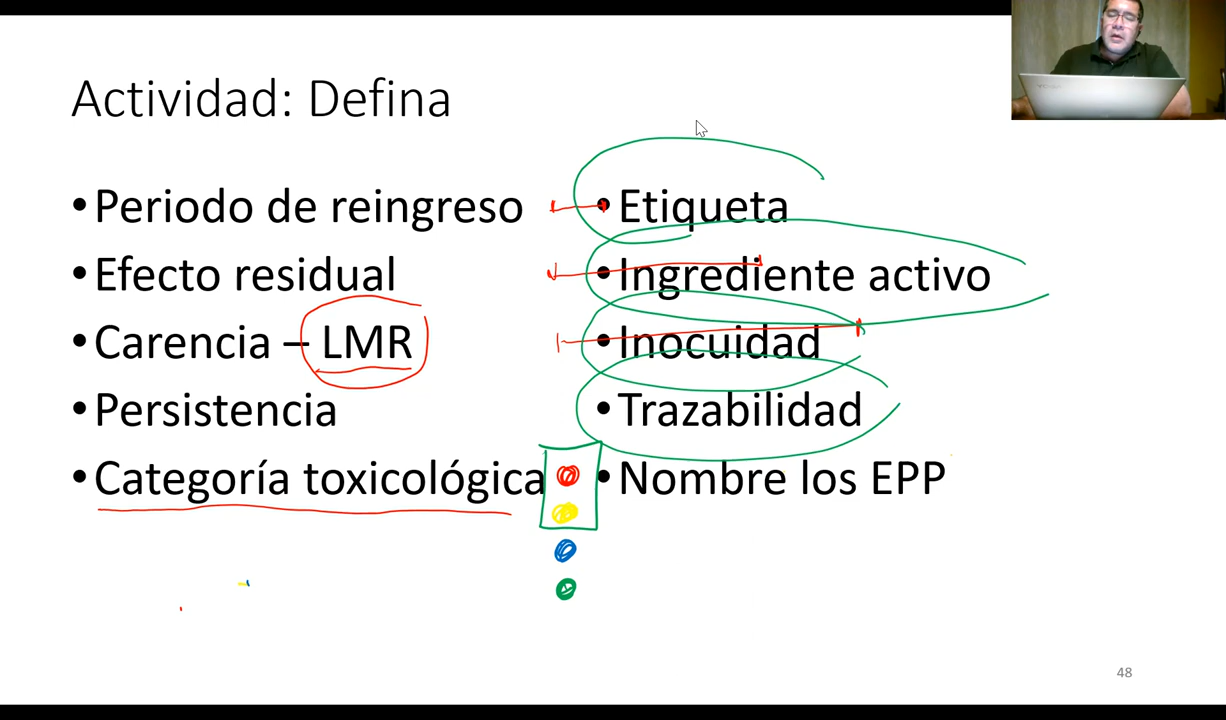 Actividad: Defina
•Periodo de reingreso
•Efecto residual
•Carencia – LMR
•Persistencia
•Categoría toxicológica
•Etiqueta
•Ingrediente activo
•Inocuidad
•Trazabilidad
•Nombre los EPP
48